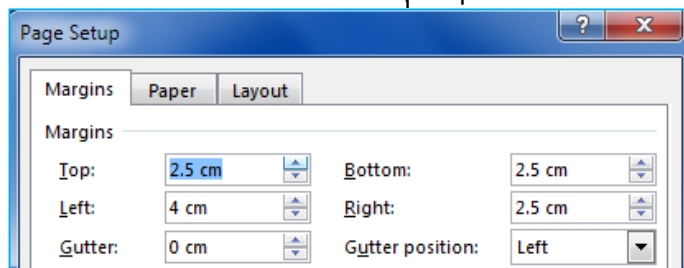 Page Setup
Margins Paper Layout
Margins
Top: 2.5 cm Bottom: 2.5 cm
Left: 4 cm Right: 2.5 cm
Gutter: 0 cm Gutter position: Left